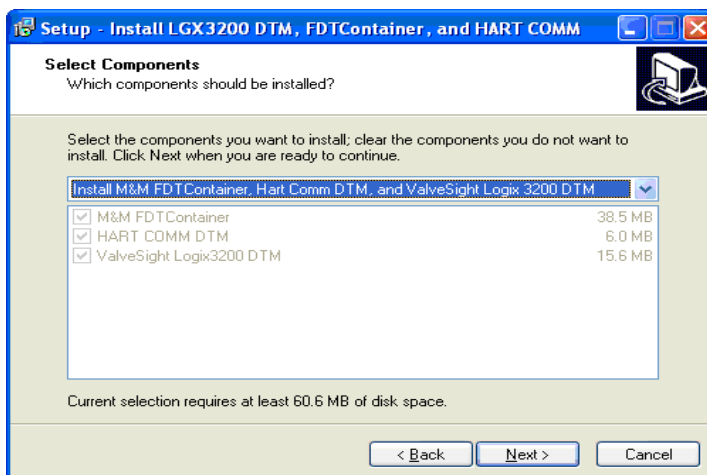 Setup - Install LGX3200 DTM, FDTContainer, and HART COMM
Select Components
Which components should be installed?
Select the components you want to install; clear the components you do not want to
install. Click Next when you are ready to continue.
Install M&M FDTContainer, Hart Comm DTM, and ValveSight Logix 3200 DTM
M&M FDTContainer 38.5 MB
HART COMM DTM 6.0 MB
ValveSight Logix3200 DTM 15.6 MB
Current selection requires at least 60.6 MB of disk space.
< Back Next > Cancel